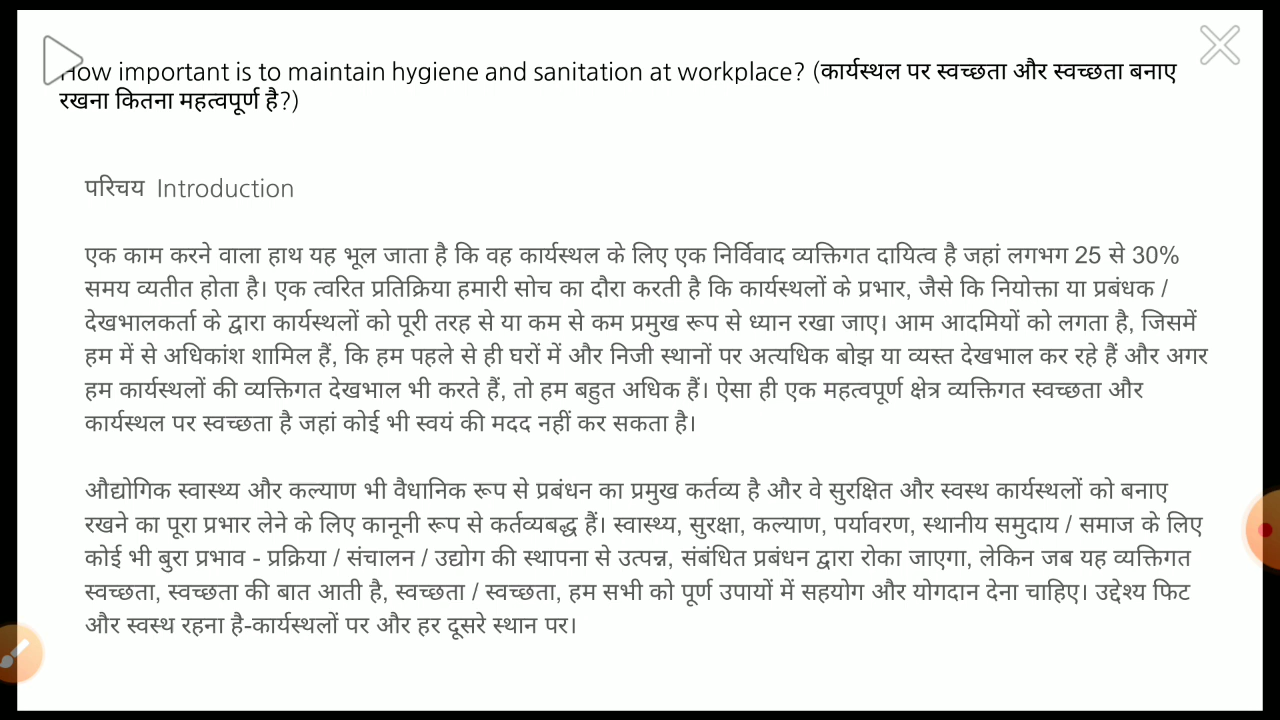 How important is to maintain hygiene and sanitation at workplace? (कार्यस्थल पर स्वच्छता और स्वच्छता बनाए
रखना कितना महत्वपूर्ण है?)
परिचय Introduction
एक काम करने वाला हाथ यह भूल जाता है कि वह कार्यस्थल के लिए एक निर्विवाद व्यक्तिगत दायित्व है जहां लगभग 25 से 30%
समय व्यतीत होता है। एक त्वरित प्रतिक्रिया हमारी सोच का दौरा करती है कि कार्यस्थलों के प्रभार, जैसे कि नियोक्ता या प्रबंधक /
देखभालकर्ता के द्वारा कार्यस्थलों को पूरी तरह से या कम से कम प्रमुख रूप से ध्यान रखा जाए। आम आदमियों को लगता है, जिसमें
हम में से अधिकांश शामिल हैं, कि हम पहले से ही घरों में और निजी स्थानों पर अत्यधिक बोझ या व्यस्त देखभाल कर रहे हैं और अगर
हम कार्यस्थलों की व्यक्तिगत देखभाल भी करते हैं, तो हम बहुत अधिक हैं। ऐसा ही एक महत्वपूर्ण क्षेत्र व्यक्तिगत स्वच्छता और
कार्यस्थल पर स्वच्छता है जहां कोई भी स्वयं की मदद नहीं कर सकता है।
औद्योगिक स्वास्थ्य और कल्याण भी वैधानिक रूप से प्रबंधन का प्रमुख कर्तव्य है और वे सुरक्षित और स्वस्थ कार्यस्थलों को बनाए
रखने का पूरा प्रभार लेने के लिए कानूनी रूप से कर्तव्यबद्ध हैं। स्वास्थ्य, सुरक्षा, कल्याण, पर्यावरण, स्थानीय समुदाय / समाज के लिए
कोई भी बुरा प्रभाव - प्रक्रिया / संचालन / उद्योग की स्थापना से उत्पन्न, संबंधित प्रबंधन द्वारा रोका जाएगा, लेकिन जब यह व्यक्तिगत
स्वच्छता, स्वच्छता की बात आती है, स्वच्छता / स्वच्छता, हम सभी को पूर्ण उपायों में सहयोग और योगदान देना चाहिए। उद्देश्य फिट
और स्वस्थ रहना है-कार्यस्थलों पर और हर दूसरे स्थान पर।